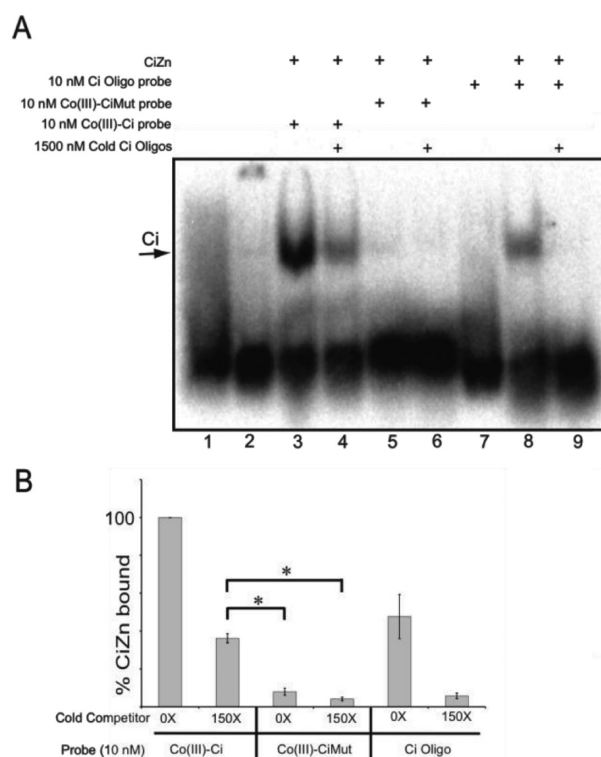 A
CiZn + + + + + +
10 nM Ci Oligo probe + + +
10 nM Co(III)-CiMut probe + +
10 nM Co(III)-Ci probe + +
1500 nM Cold Ci Oligos + + +
Ci
1 2 3 4 5 6 7 8 9
B
% CiZn bound
100
* 
*
Cold Competitor 0X 150X 0X 150X 0X 150X
Probe (10 nM) Co(III)-Ci Co(III)-CiMut Ci Oligo